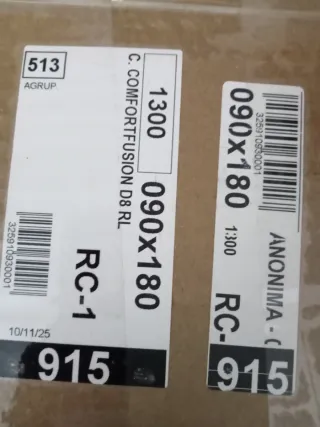 513
AGRUP.
1300
C. COMFORTFUSION D8 RL
090x180
RC-1
3259109300001
10/11/25
915
3259109300001
090x180
1300
ANONIMA - 
RC-
915